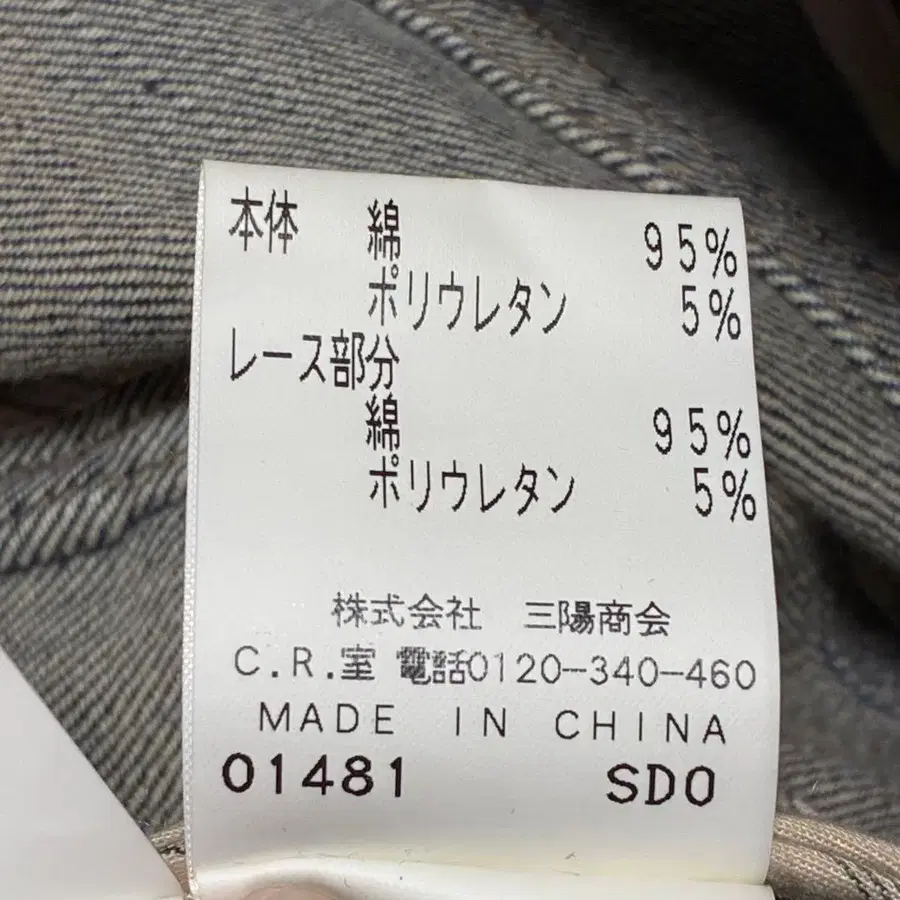 本体 綿 95%
ポリウレタン 5%
レース部分
綿 95%
ポリウレタン 5%
株式会社 三陽商会
C.R.室 電話0120-340-460
MADE IN CHINA
01481 SDO